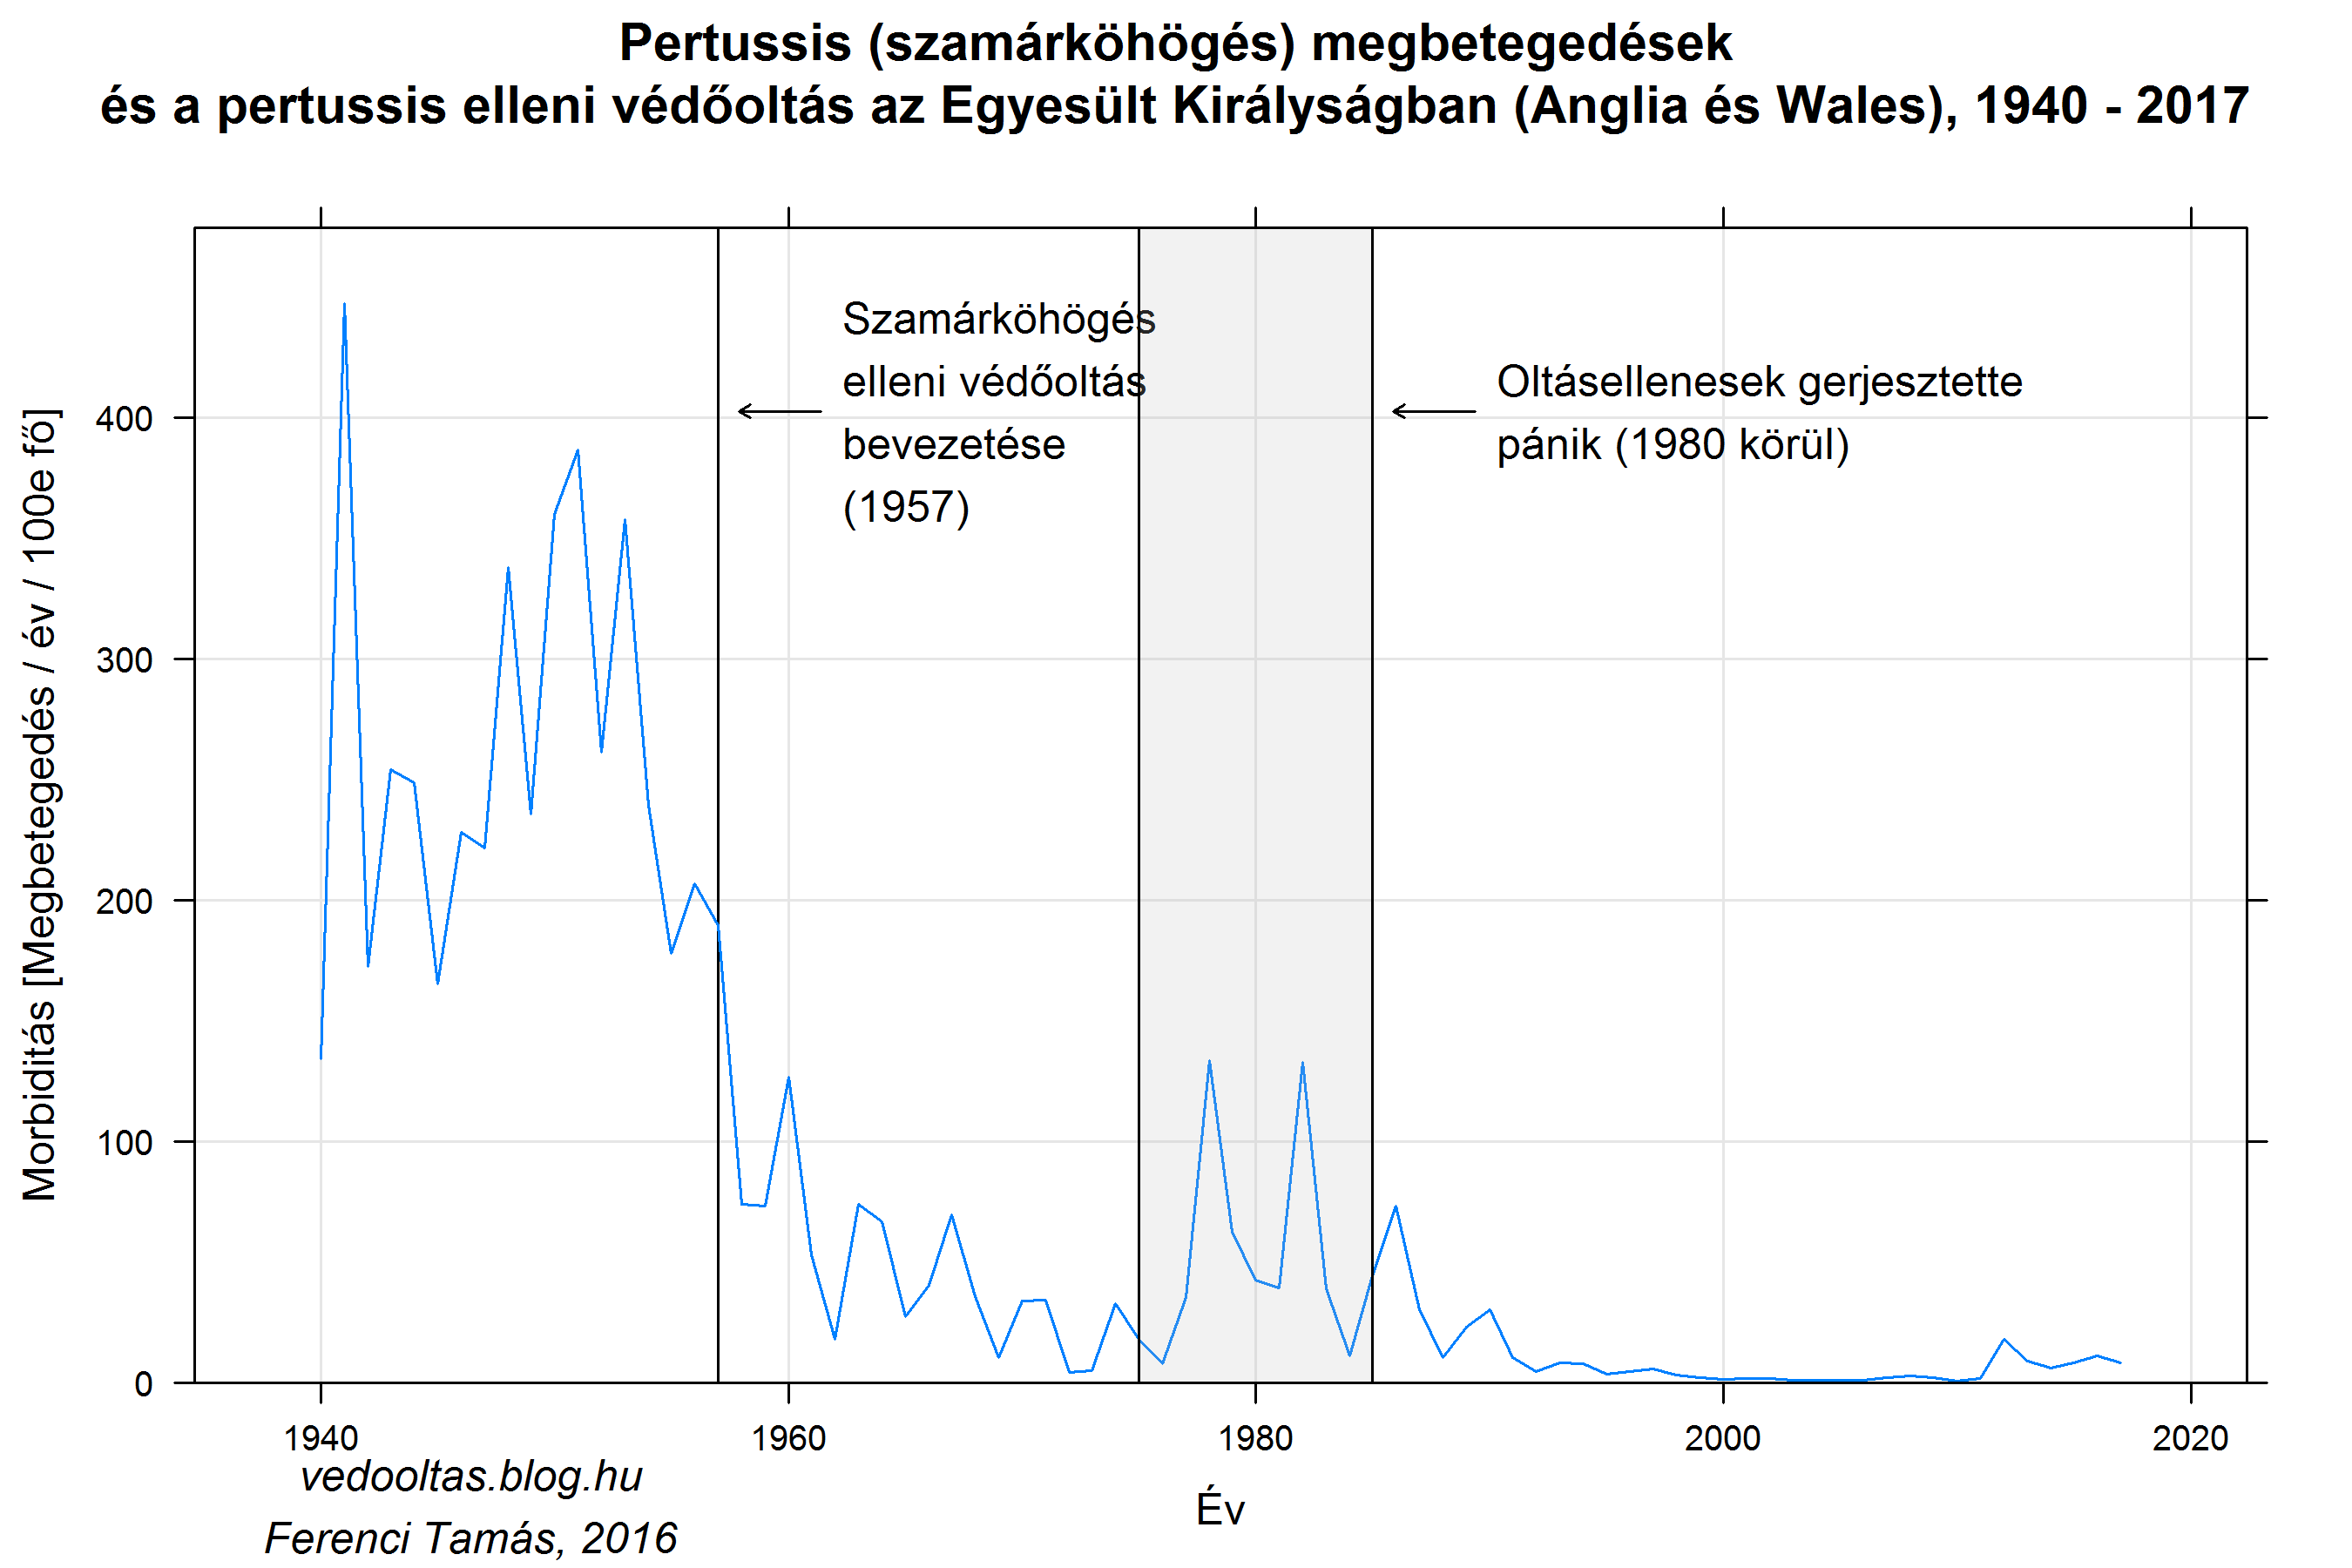 Pertussis (szamárköhögés) megbetegedések
és a pertussis elleni védőoltás az Egyesült Királyságban (Anglia és Wales), 1940 - 2017
Szamárköhögés
elleni védőoltás
bevezetése
(1957)
Oltásellenesek gerjesztette
pánik (1980 körül)
Morbiditás [Megbetegedés / év / 100e fő]
400
300
200
100
0
1940
1960
1980
2000
2020
Év
vedooltas.blog.hu
Ferenci Tamás, 2016